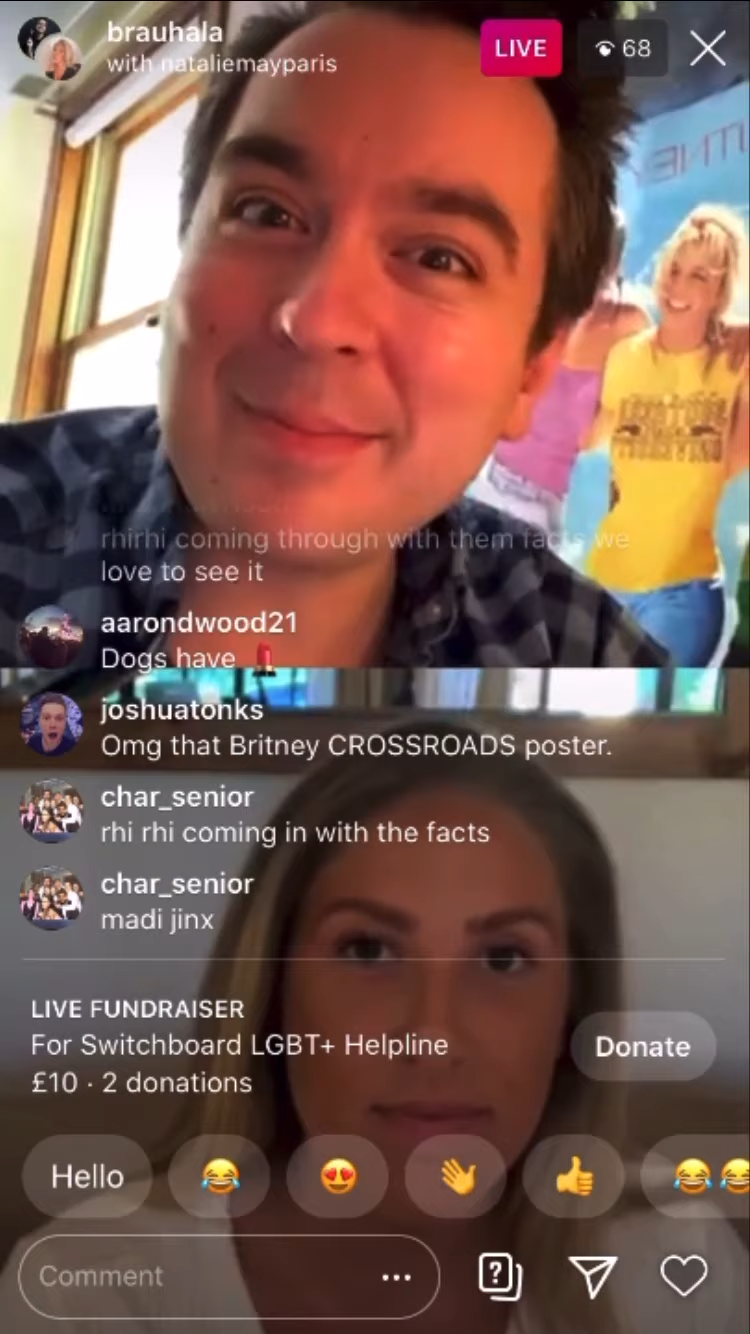 brauhala
with nataliemayparis
LIVE
68
rhirhi coming through with them facts we
love to see it
aarondwood21
Dogs have 💄
joshuatonks
Omg that Britney CROSSROADS poster.
char_senior
rhi rhi coming in with the facts
char_senior
madi jinx
LIVE FUNDRAISER
For Switchboard LGBT+ Helpline
£10 · 2 donations
Donate
Hello 😂 😍 👋 👍 😂 😂
Comment